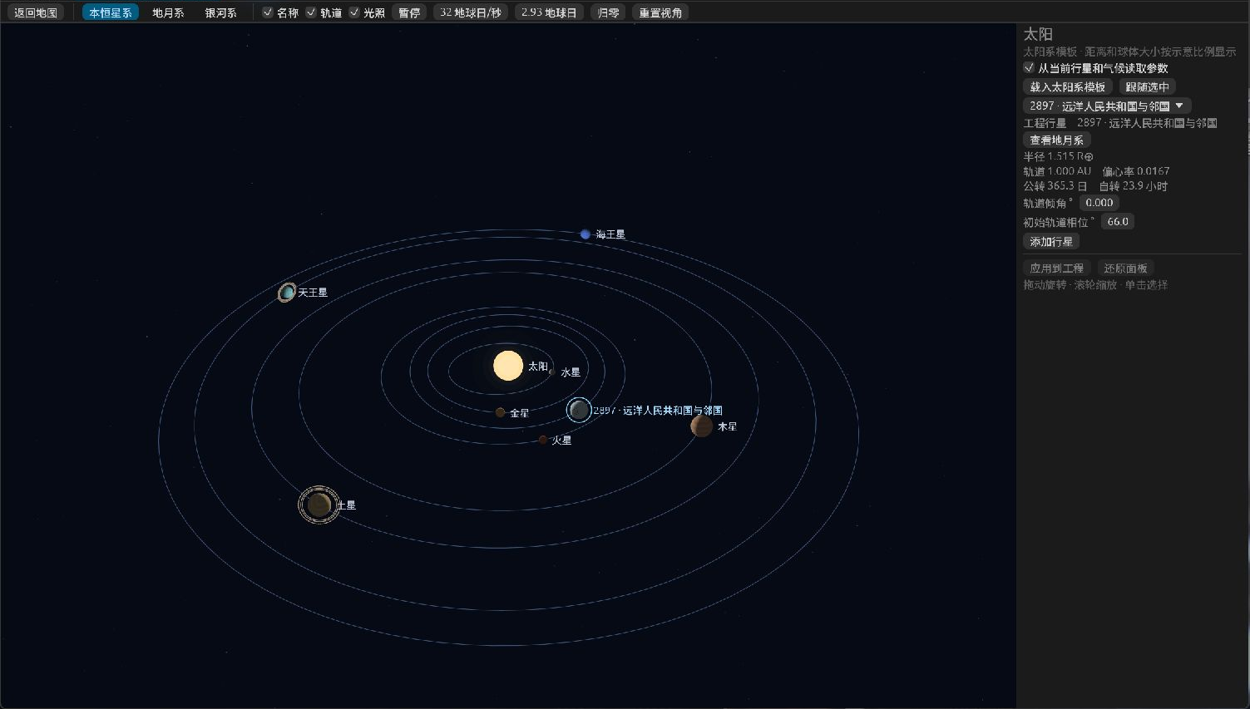 返回地图 本恒星系 地月系 银河系 名称 轨道 光照 暂停 32 地球日/秒 2.93 地球日 归零 重置视角
太阳
太阳系模板 · 距离和球体大小按示意比例显示
从当前行星和气候读取参数
载入太阳系模板 跟随选中
2897 · 远洋人民共和国与邻国
工程行星 2897 · 远洋人民共和国与邻国
查看地月系
半径 1.515 R⊕
轨道 1.000 AU 偏心率 0.0167
公转 365.3 日 自转 23.9 小时
轨道倾角 ° 0.000
初始轨道相位 ° 66.0
添加行星
应用到工程 还原面板
拖动旋转 · 滚轮缩放 · 单击选择
海王星
天王星
太阳
水星
金星
2897 · 远洋人民共和国与邻国
木星
火星
土星